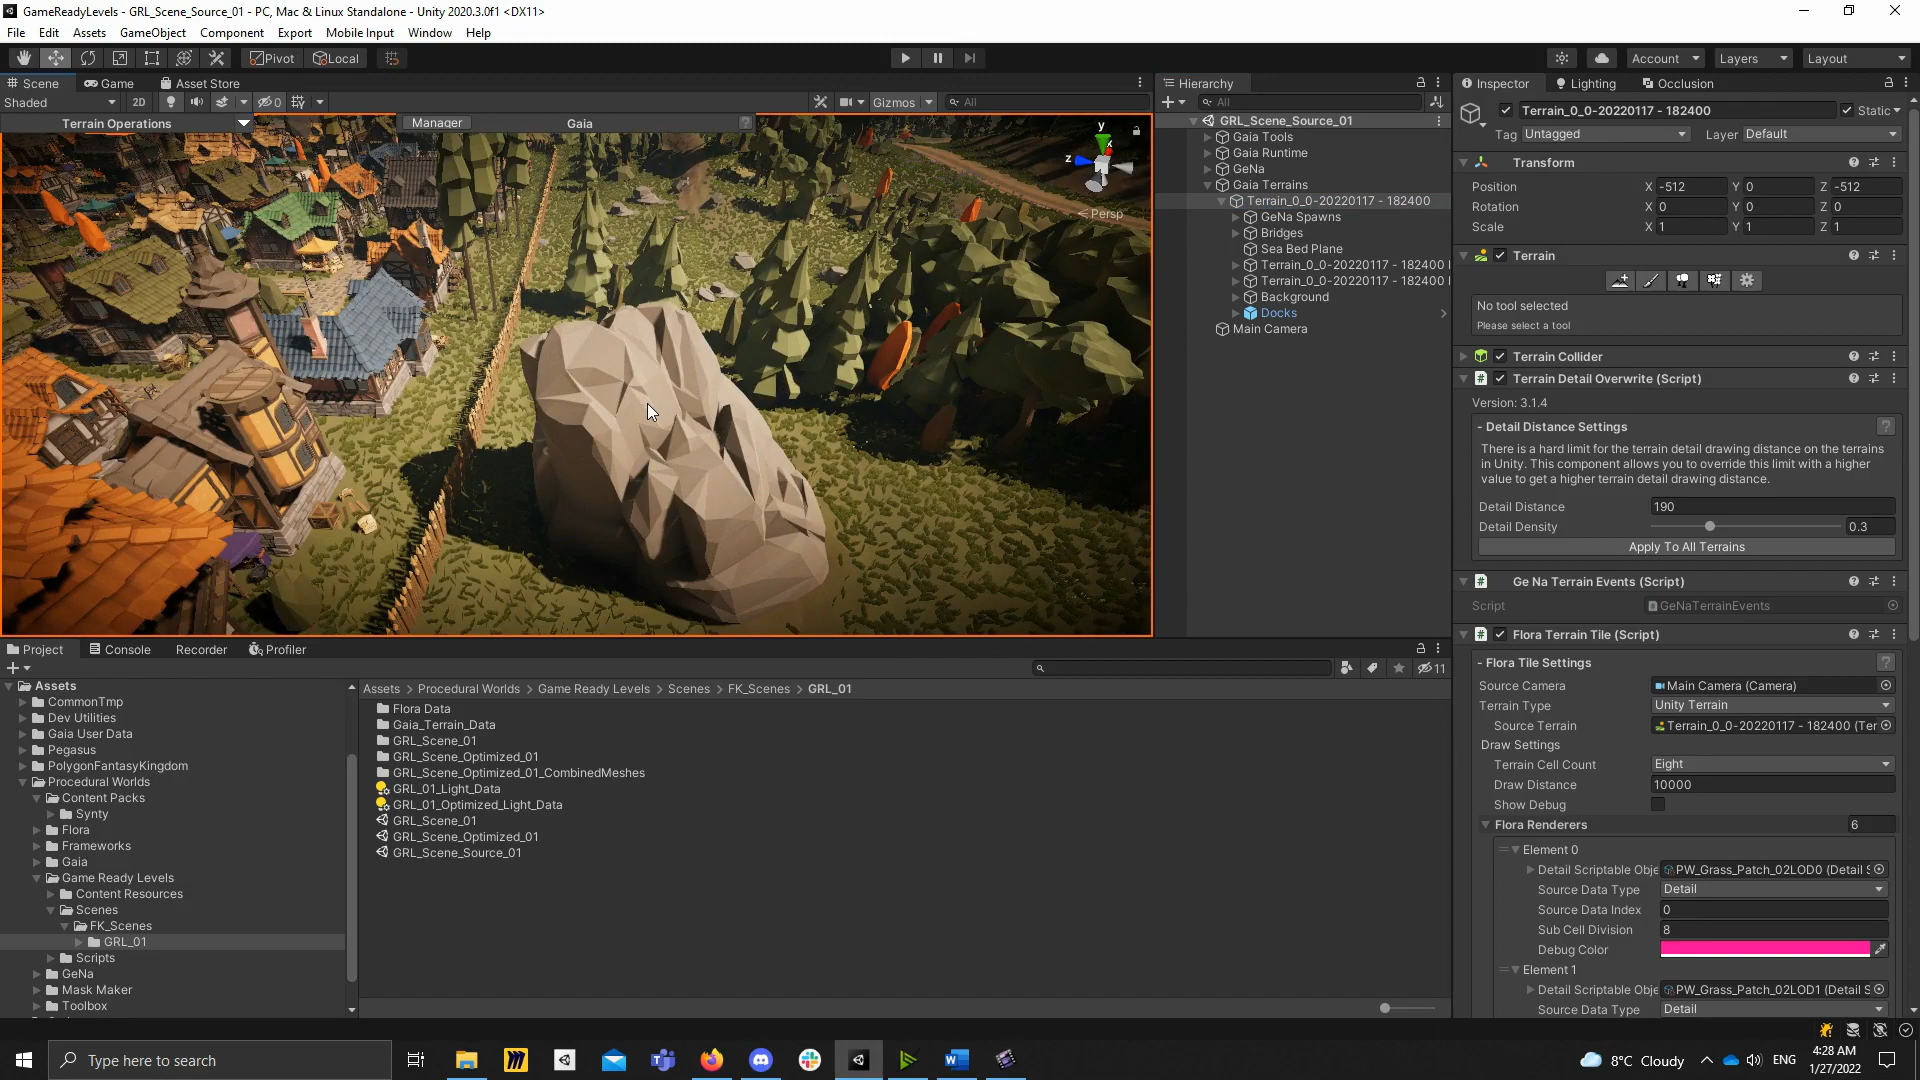 GameReadyLevels - GRL_Scene_Source_01 - PC, Mac & Linux Standalone - Unity 2020.3.0f1 <DX11>
File Edit Assets GameObject Component Export Mobile Input Window Help
Pivot Local Account Layers Layout
Scene Game Asset Store
Shaded 2D 0 Gizmos All
Terrain Operations Manager Gaia ?
y x z
< Persp
Hierarchy
+ All
GRL_Scene_Source_01
Gaia Tools
Gaia Runtime
GeNa
Gaia Terrains
Terrain_0_0-20220117 - 182400
GeNa Spawns
Bridges
Sea Bed Plane
Terrain_0_0-20220117 - 182400
Terrain_0_0-20220117 - 182400
Background
Docks
Main Camera
Inspector Lighting Occlusion
Terrain_0_0-20220117 - 182400 Static
Tag Untagged Layer Default
Transform
Position X -512 Y 0 Z -512
Rotation X 0 Y 0 Z 0
Scale X 1 Y 1 Z 1
Terrain
No tool selected
Please select a tool
Terrain Collider
# Terrain Detail Overwrite (Script)
Version: 3.1.4
- Detail Distance Settings ?
There is a hard limit for the terrain detail drawing distance on the terrains
in Unity. This component allows you to override this limit with a higher
value to get a higher terrain detail drawing distance.
Detail Distance 190
Detail Density 0.3
Apply To All Terrains
# Ge Na Terrain Events (Script)
Script GeNaTerrainEvents
# Flora Terrain Tile (Script)
- Flora Tile Settings ?
Source Camera Main Camera (Camera)
Terrain Type Unity Terrain
Source Terrain Terrain_0_0-20220117 - 182400 (Ter
Draw Settings
Terrain Cell Count Eight
Draw Distance 10000
Show Debug
Flora Renderers 6
Element 0
Detail Scriptable Obje PW_Grass_Patch_02LOD0 (Detail S
Source Data Type Detail
Source Data Index 0
Sub Cell Division 8
Debug Color
Element 1
Detail Scriptable Obje PW_Grass_Patch_02LOD1 (Detail S
Source Data Type Detail
Project Console Recorder Profiler
+ 11
Assets
CommonTmp
Dev Utilities
Gaia User Data
Pegasus
PolygonFantasyKingdom
Procedural Worlds
Content Packs
Synty
Flora
Frameworks
Gaia
Game Ready Levels
Content Resources
Scenes
FK_Scenes
GRL_01
Scripts
GeNa
Mask Maker
Toolbox
Assets > Procedural Worlds > Game Ready Levels > Scenes > FK_Scenes > GRL_01
Flora Data
Gaia_Terrain_Data
GRL_Scene_01
GRL_Scene_Optimized_01
GRL_Scene_Optimized_01_CombinedMeshes
GRL_01_Light_Data
GRL_01_Optimized_Light_Data
GRL_Scene_01
GRL_Scene_Optimized_01
GRL_Scene_Source_01
Type here to search
8°C Cloudy ENG
4:28 AM
1/27/2022